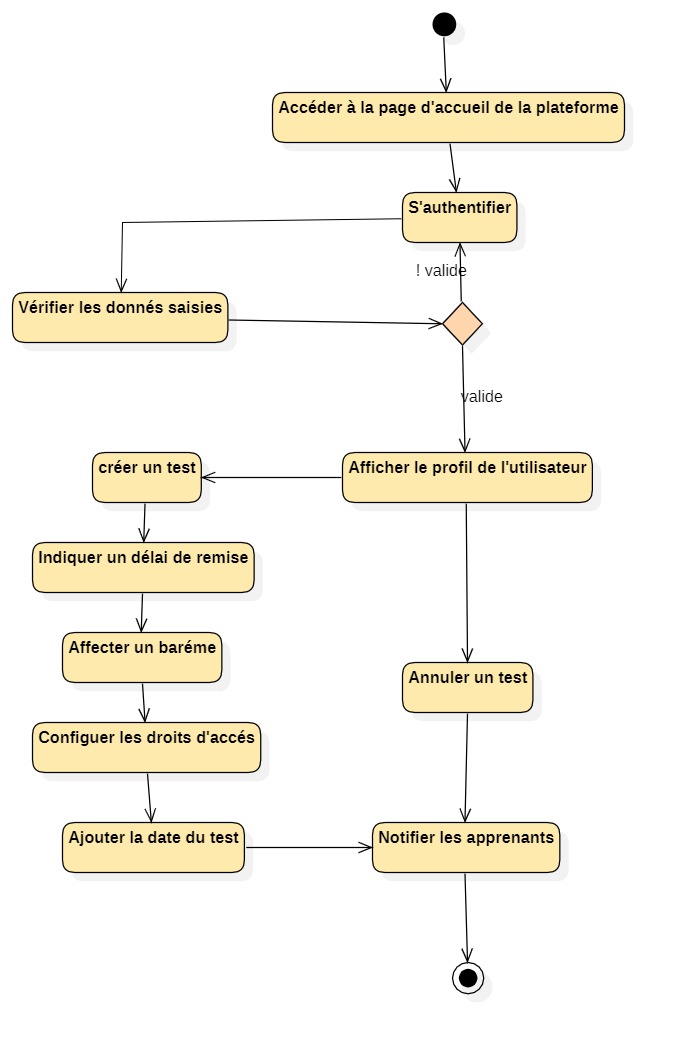 Accéder à la page d'accueil de la plateforme
S'authentifier
! valide
Vérifier les donnés saisies
valide
créer un test
Afficher le profil de l'utilisateur
Indiquer un délai de remise
Affecter un baréme
Annuler un test
Configuer les droits d'accés
Ajouter la date du test
Notifier les apprenants